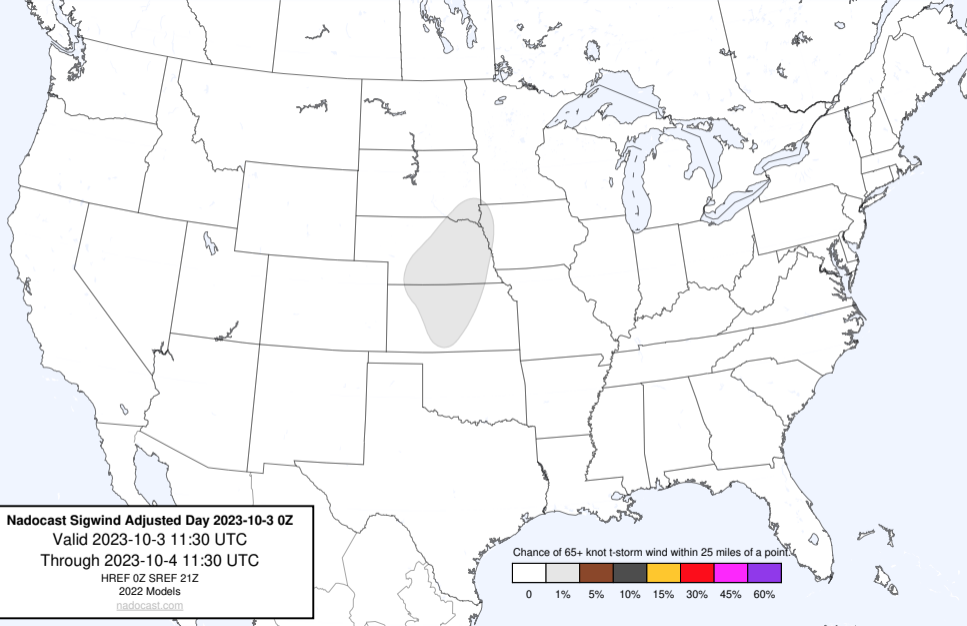 Nadocast Sigwind Adjusted Day 2023-10-3 0Z
Valid 2023-10-3 11:30 UTC
Through 2023-10-4 11:30 UTC
HREF 0Z SREF 21Z
2022 Models
nadocast.com
Chance of 65+ knot t-storm wind within 25 miles of a point.
0 1% 5% 10% 15% 30% 45% 60%